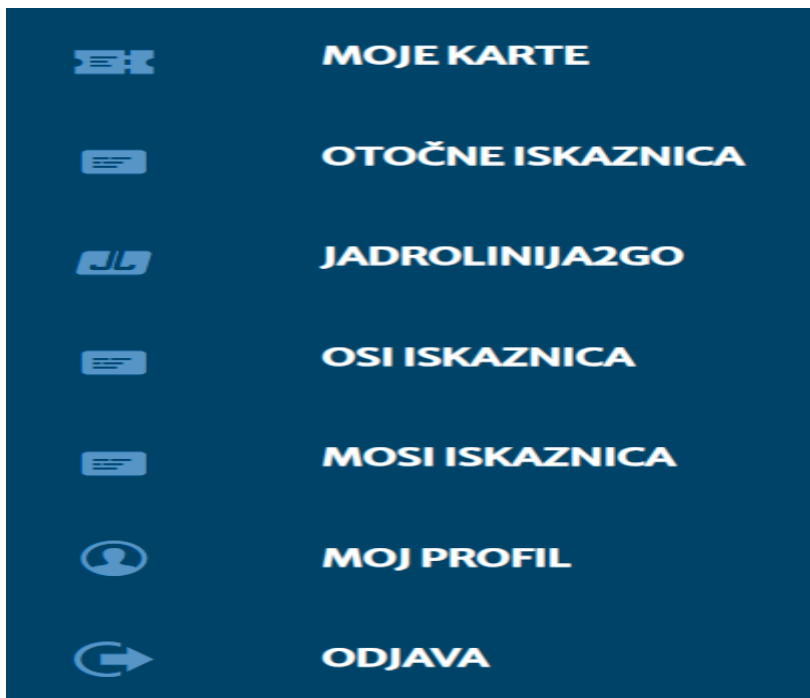 MOJE KARTE
OTOČNE ISKAZNICA
JADROLINIJA2GO
OSI ISKAZNICA
MOSI ISKAZNICA
MOJ PROFIL
ODJAVA